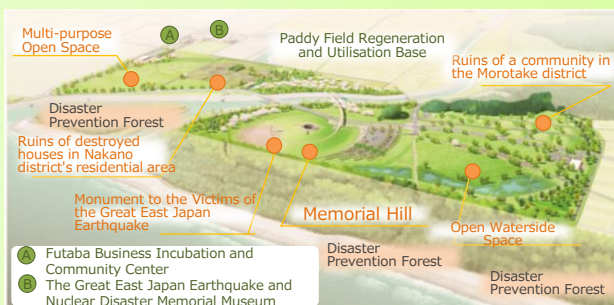 Multi-purpose
Open Space
A
B
Paddy Field Regeneration
and Utilisation Base
Ruins of a community in
the Morotake district
Disaster
Prevention Forest
Ruins of destroyed
houses in Nakano
district's residential area
Monument to the Victims of
the Great East Japan
Earthquake
Memorial Hill
Open Waterside
Space
Disaster
Prevention Forest
Disaster
Prevention Forest
A Futaba Business Incubation and
Community Center
B The Great East Japan Earthquake and
Nuclear Disaster Memorial Museum